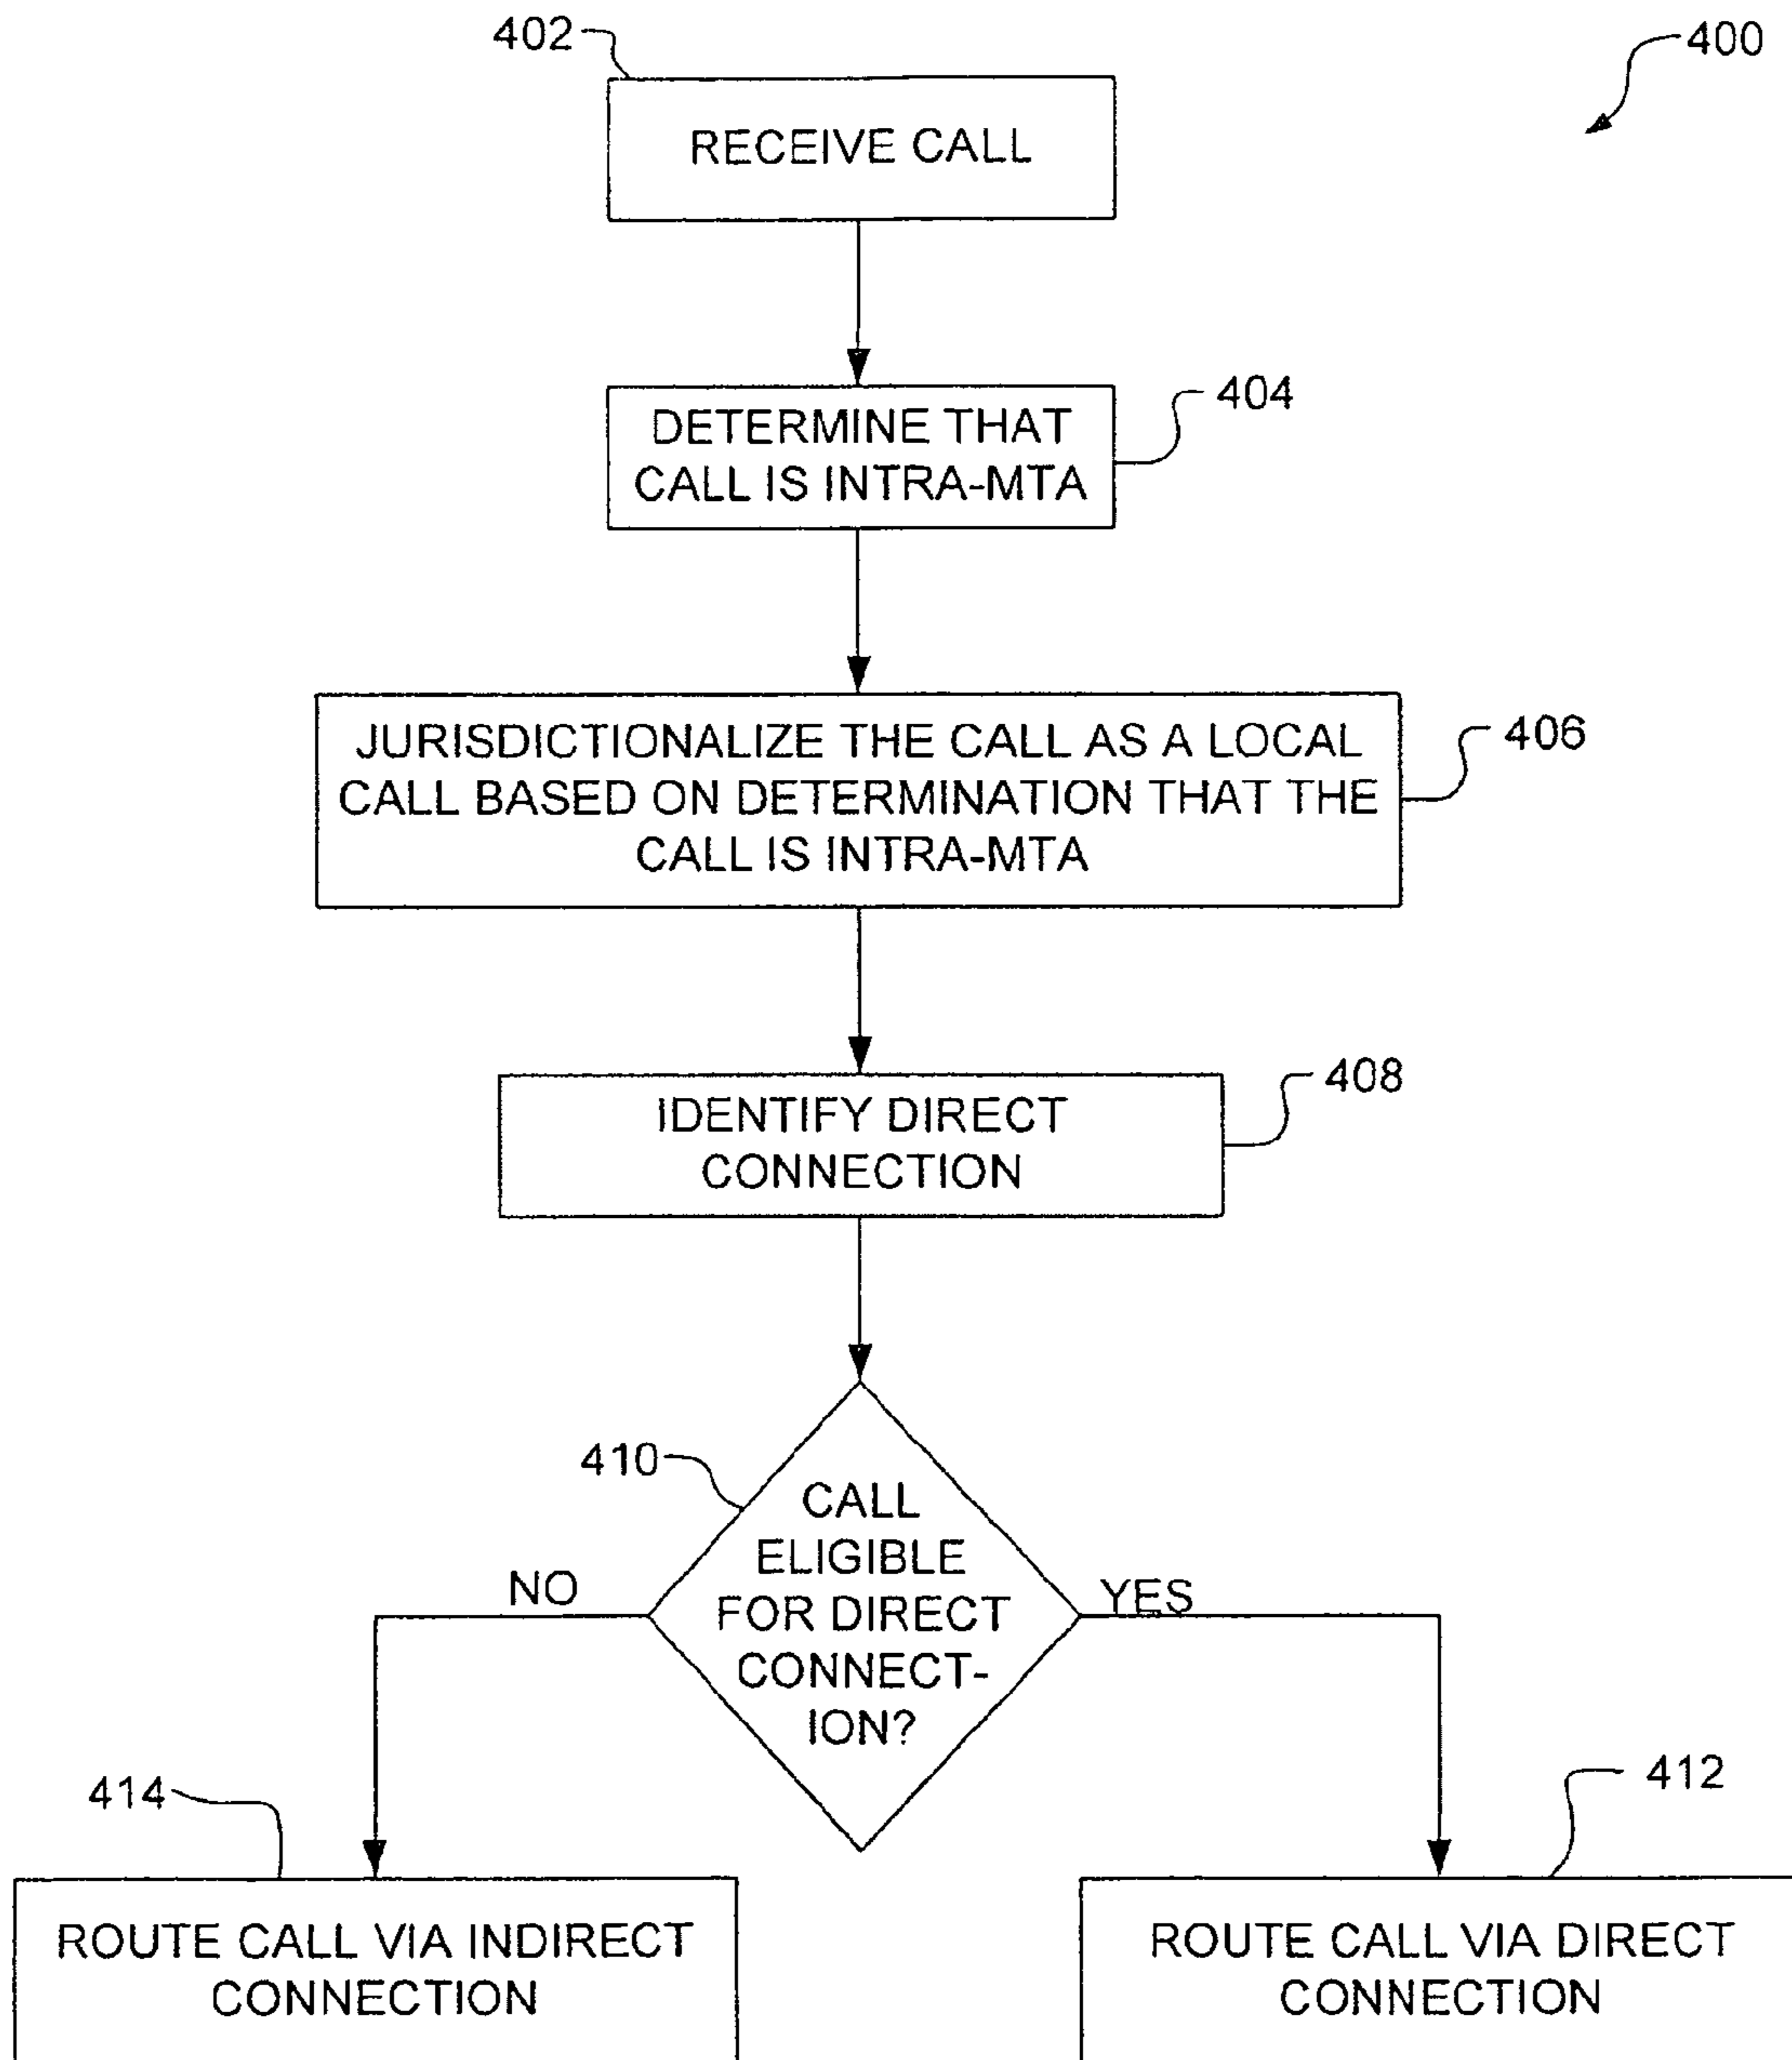 402
400
RECEIVE CALL
DETERMINE THAT
CALL IS INTRA-MTA
404
JURISDICTIONALIZE THE CALL AS A LOCAL
CALL BASED ON DETERMINATION THAT THE
CALL IS INTRA-MTA
406
IDENTIFY DIRECT
CONNECTION
408
410
CALL
ELIGIBLE
FOR DIRECT
CONNECT-
ION?
NO
YES
414
412
ROUTE CALL VIA INDIRECT
CONNECTION
ROUTE CALL VIA DIRECT
CONNECTION